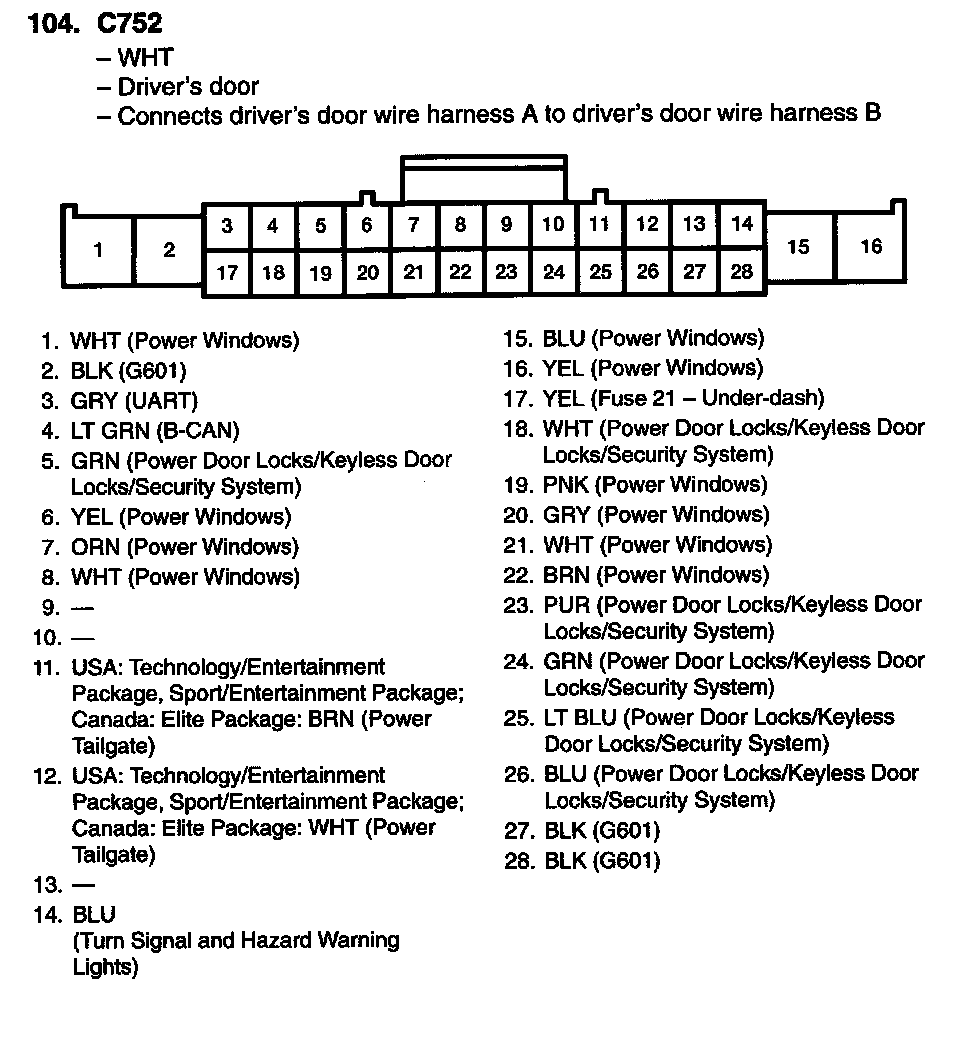 104. C752
– WHT
– Driver's door
– Connects driver's door wire harness A to driver's door wire harness B
1 2 3 4 5 6 7 8 9 10 11 12 13 14 15 16
17 18 19 20 21 22 23 24 25 26 27 28
1. WHT (Power Windows)
2. BLK (G601)
3. GRY (UART)
4. LT GRN (B-CAN)
5. GRN (Power Door Locks/Keyless Door
Locks/Security System)
6. YEL (Power Windows)
7. ORN (Power Windows)
8. WHT (Power Windows)
9. —
10. —
11. USA: Technology/Entertainment
Package, Sport/Entertainment Package;
Canada: Elite Package: BRN (Power
Tailgate)
12. USA: Technology/Entertainment
Package, Sport/Entertainment Package;
Canada: Elite Package: WHT (Power
Tailgate)
13. —
14. BLU
(Turn Signal and Hazard Warning
Lights)
15. BLU (Power Windows)
16. YEL (Power Windows)
17. YEL (Fuse 21 – Under-dash)
18. WHT (Power Door Locks/Keyless Door
Locks/Security System)
19. PNK (Power Windows)
20. GRY (Power Windows)
21. WHT (Power Windows)
22. BRN (Power Windows)
23. PUR (Power Door Locks/Keyless Door
Locks/Security System)
24. GRN (Power Door Locks/Keyless Door
Locks/Security System)
25. LT BLU (Power Door Locks/Keyless
Door Locks/Security System)
26. BLU (Power Door Locks/Keyless Door
Locks/Security System)
27. BLK (G601)
28. BLK (G601)